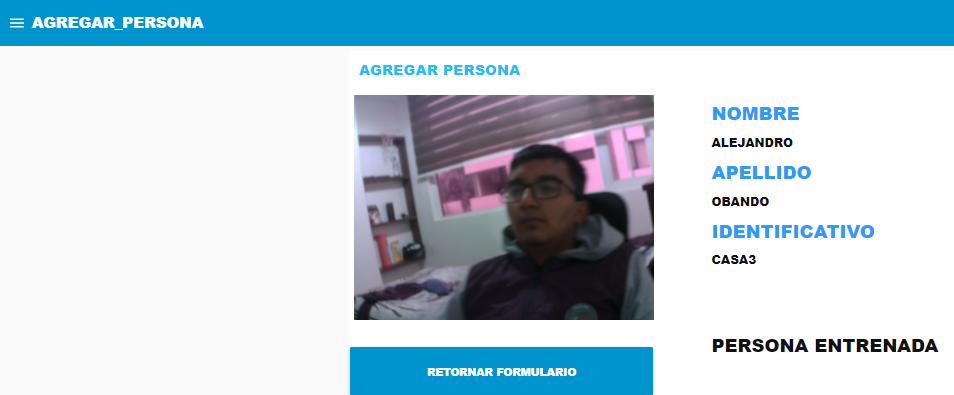 AGREGAR_PERSONA
AGREGAR PERSONA
NOMBRE
ALEJANDRO
APELLIDO
OBANDO
IDENTIFICATIVO
CASA3
PERSONA ENTRENADA
RETORNAR FORMULARIO